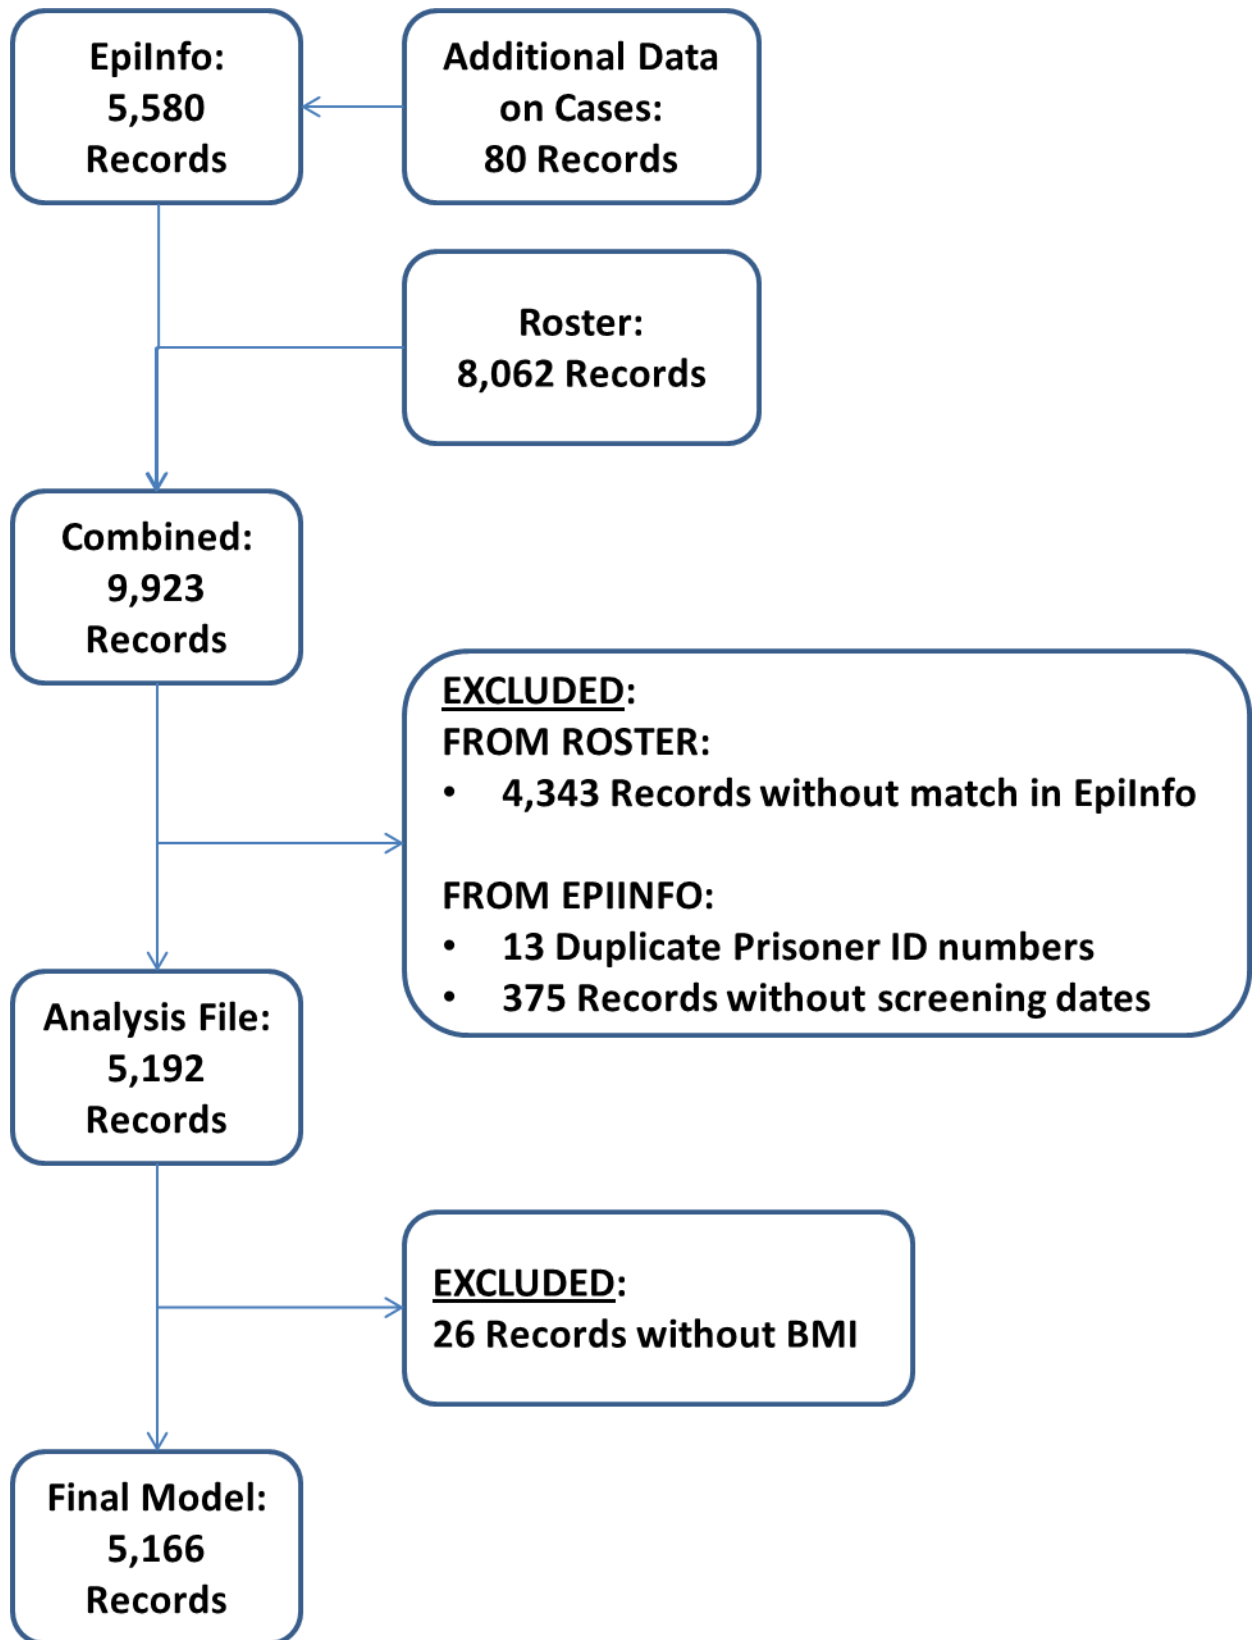 EpiInfo:
5,580
Records
Additional Data
on Cases:
80 Records
Roster:
8,062 Records
Combined:
9,923
Records
EXCLUDED:
FROM ROSTER:
• 4,343 Records without match in EpiInfo
FROM EPIINFO:
• 13 Duplicate Prisoner ID numbers
• 375 Records without screening dates
Analysis File:
5,192
Records
EXCLUDED:
26 Records without BMI
Final Model:
5,166
Records